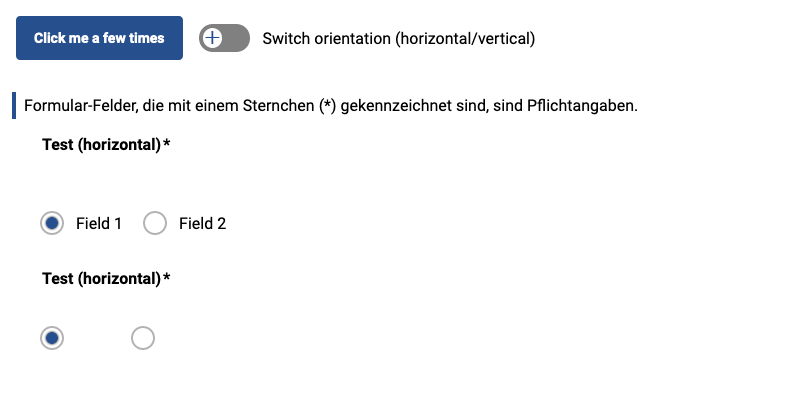 Click me a few times
Switch orientation (horizontal/vertical)
Formular-Felder, die mit einem Sternchen (*) gekennzeichnet sind, sind Pflichtangaben.
Test (horizontal)*
Field 1 Field 2
Test (horizontal)*